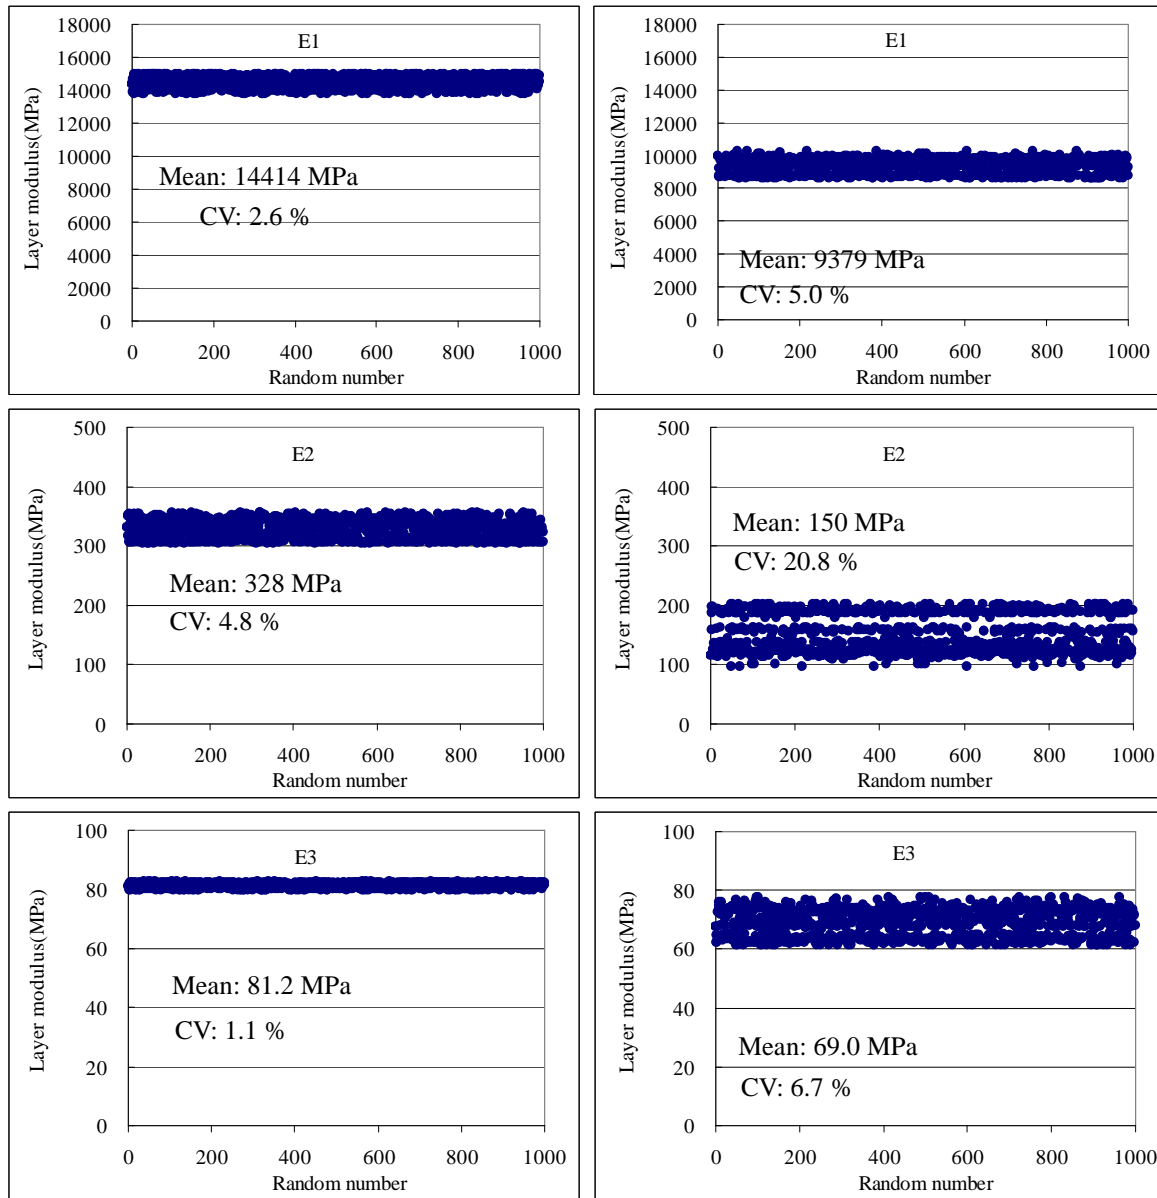 18000
16000
14000
12000
10000
8000
6000
4000
2000
0
E1
Mean: 14414 MPa
CV: 2.6 %
Layer modulus(MPa)
0 200 400 600 800 1000
Random number
18000
16000
14000
12000
10000
8000
6000
4000
2000
0
E1
Mean: 9379 MPa
CV: 5.0 %
Layer modulus(MPa)
0 200 400 600 800 1000
Random number
500
400
300
200
100
0
E2
Mean: 328 MPa
CV: 4.8 %
Layer modulus(MPa)
0 200 400 600 800 1000
Random number
500
400
300
200
100
0
E2
Mean: 150 MPa
CV: 20.8 %
Layer modulus(MPa)
0 200 400 600 800 1000
Random number
100
80
60
40
20
0
E3
Mean: 81.2 MPa
CV: 1.1 %
Layer modulus(MPa)
0 200 400 600 800 1000
Random number
100
80
60
40
20
0
E3
Mean: 69.0 MPa
CV: 6.7 %
Layer modulus(MPa)
0 200 400 600 800 1000
Random number